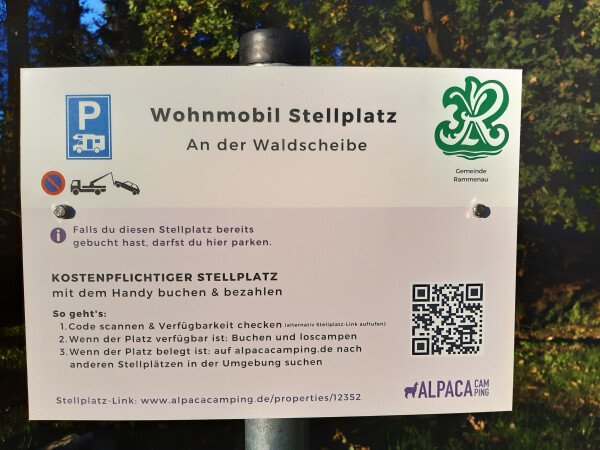 P
Wohnmobil Stellplatz
An der Waldscheibe
Gemeinde
Rammenau
i
Falls du diesen Stellplatz bereits
gebucht hast, darfst du hier parken.
KOSTENPFLICHTIGER STELLPLATZ
mit dem Handy buchen & bezahlen
So geht's:
1. Code scannen & Verfügbarkeit checken (alternativ Stellplatz-Link aufrufen)
2. Wenn der Platz verfügbar ist: Buchen und loscampen
3. Wenn der Platz belegt ist: auf alpacacamping.de nach
anderen Stellplätzen in der Umgebung suchen
Stellplatz-Link: www.alpacacamping.de/properties/12352
ALPACA CAM
PING